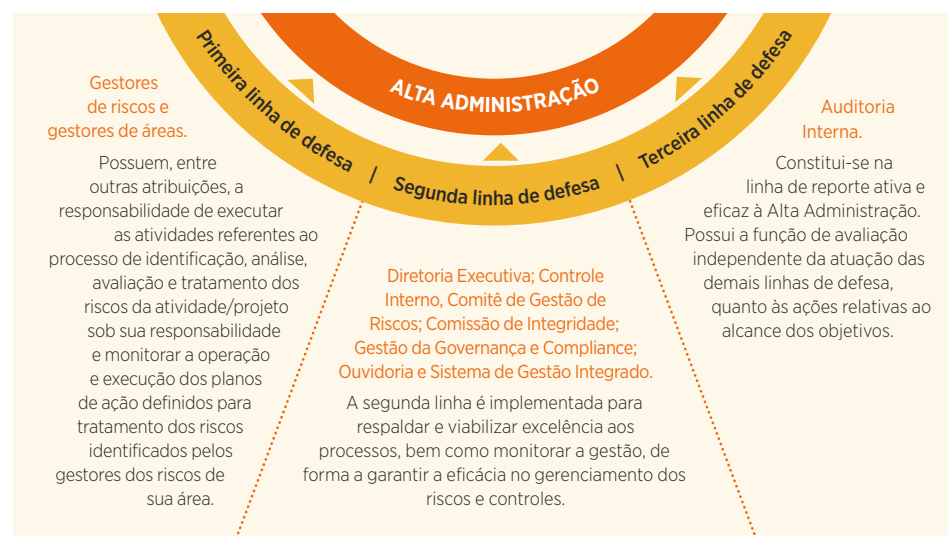 ALTA ADMINISTRAÇÃO
Primeira linha de defesa | Segunda linha de defesa | Terceira linha de defesa
Gestores
de riscos e
gestores de áreas.
Possuem, entre
outras atribuições, a
responsabilidade de executar
as atividades referentes ao
processo de identificação, análise,
avaliação e tratamento dos
riscos da atividade/projeto
sob sua responsabilidade
e monitorar a operação
e execução dos planos
de ação definidos para
tratamento dos riscos
identificados pelos
gestores dos riscos de
sua área.
Diretoria Executiva; Controle
Interno, Comitê de Gestão de
Riscos; Comissão de Integridade;
Gestão da Governança e Compliance;
Ouvidoria e Sistema de Gestão Integrado.
A segunda linha é implementada para
respaldar e viabilizar excelência aos
processos, bem como monitorar a gestão, de
forma a garantir a eficácia no gerenciamento dos
riscos e controles.
Auditoria
Interna.
Constitui-se na
linha de reporte ativa e
eficaz à Alta Administração.
Possui a função de avaliação
independente da atuação das
demais linhas de defesa,
quanto às ações relativas ao
alcance dos objetivos.